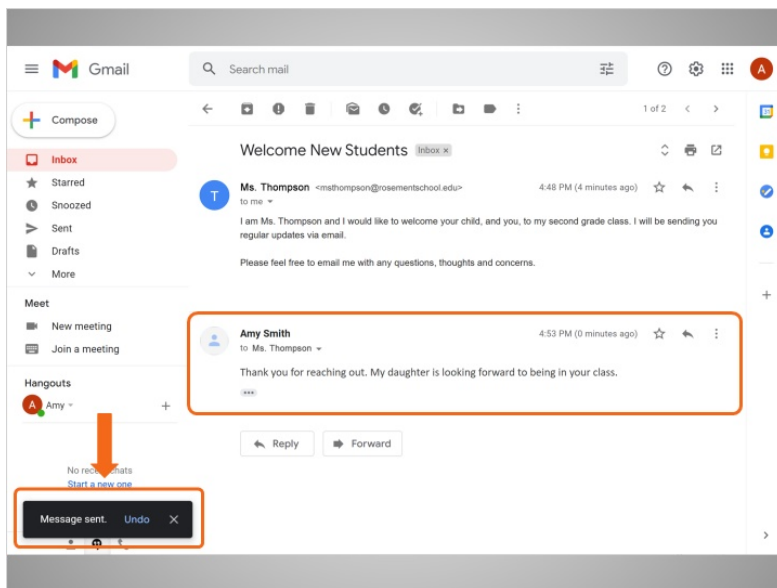 Gmail
Search mail
A
Compose
1 of 2
Inbox
Starred
Snoozed
Sent
Drafts
More
Meet
New meeting
Join a meeting
Hangouts
A Amy
No recent chats
Start a new one
Message sent. Undo
Welcome New Students Inbox ×
T
Ms. Thompson <msthompson@rosementschool.edu> 4:48 PM (4 minutes ago)
to me
I am Ms. Thompson and I would like to welcome your child, and you, to my second grade class. I will be sending you
regular updates via email.
Please feel free to email me with any questions, thoughts and concerns.
Amy Smith 4:53 PM (0 minutes ago)
to Ms. Thompson
Thank you for reaching out. My daughter is looking forward to being in your class.
Reply Forward